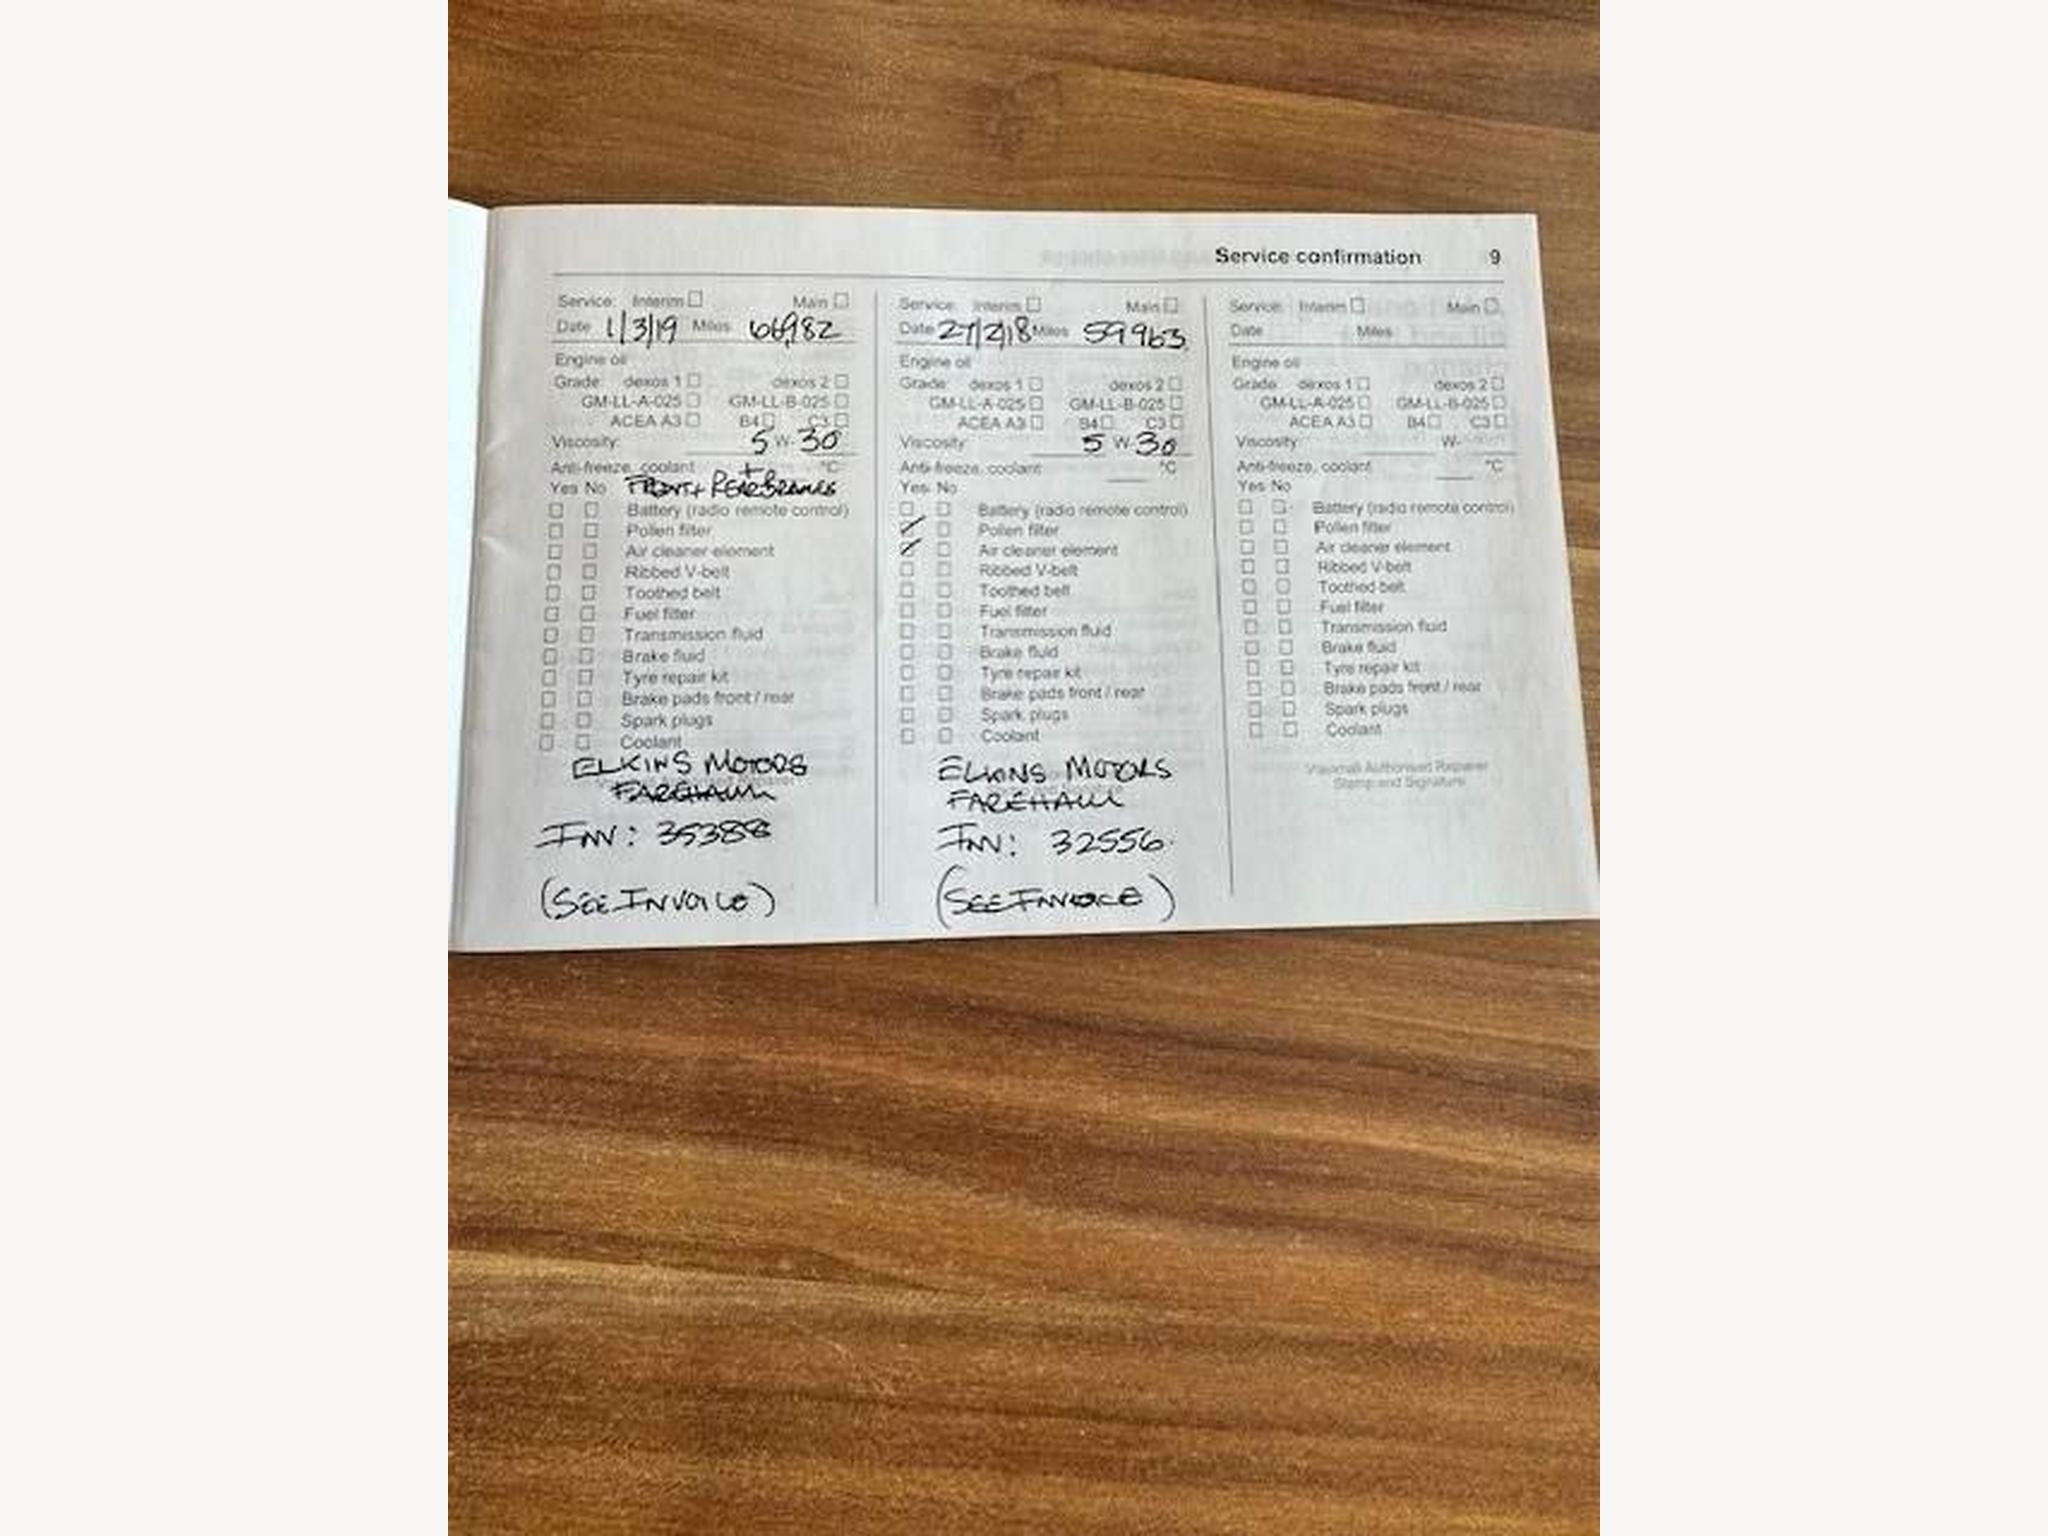 Service confirmation 9
Service: Interim Main
Date 1/3/19 Miles 66,982
Engine oil
Grade: dexos 1 dexos 2
GM-LL-A-025 GM-LL-B-025
ACEA A3 B4 C3
Viscosity: 5 W- 30
Anti-freeze, coolant + °C
Yes No FRONT + REAR BRAKES
Battery (radio remote control)
Pollen filter
Air cleaner element
Ribbed V-belt
Toothed belt
Fuel filter
Transmission fluid
Brake fluid
Tyre repair kit
Brake pads front / rear
Spark plugs
Coolant
ELKINS MOTORS
FAREHAM
INV: 35388
(SEE INVOICE)
Service: Interim Main
Date 27/2/18 Miles 59963
Engine oil
Grade: dexos 1 dexos 2
GM-LL-A-025 GM-LL-B-025
ACEA A3 B4 C3
Viscosity: 5 W- 30
Anti-freeze, coolant °C
Yes No
Battery (radio remote control)
Pollen filter
Air cleaner element
Ribbed V-belt
Toothed belt
Fuel filter
Transmission fluid
Brake fluid
Tyre repair kit
Brake pads front / rear
Spark plugs
Coolant
ELKINS MOTORS
FAREHAM
INV: 32556.
(SEE INVOICE)
Service: Interim Main
Date Miles
Engine oil
Grade: dexos 1 dexos 2
GM-LL-A-025 GM-LL-B-025
ACEA A3 B4 C3
Viscosity: W-
Anti-freeze, coolant °C
Yes No
Battery (radio remote control)
Pollen filter
Air cleaner element
Ribbed V-belt
Toothed belt
Fuel filter
Transmission fluid
Brake fluid
Tyre repair kit
Brake pads front / rear
Spark plugs
Coolant
Vauxhall Authorised Repairer
Stamp and Signature